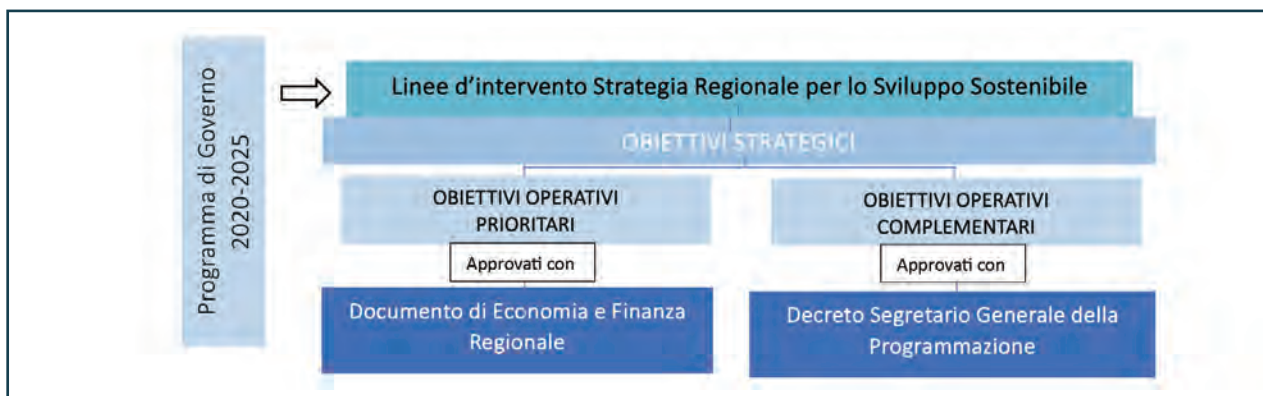 Programma di Governo
2020-2025
Linee d'intervento Strategia Regionale per lo Sviluppo Sostenibile
OBIETTIVI STRATEGICI
OBIETTIVI OPERATIVI
PRIORITARI
Approvati con
Documento di Economia e Finanza
Regionale
OBIETTIVI OPERATIVI
COMPLEMENTARI
Approvati con
Decreto Segretario Generale della
Programmazione